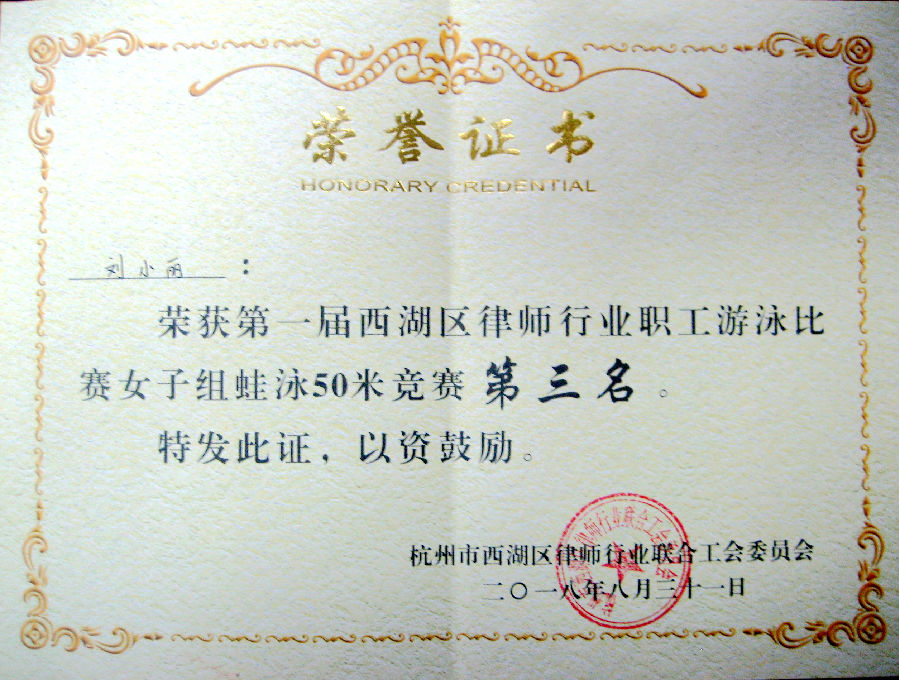 荣誉证书
HONORARY CREDENTIAL
刘小丽：
荣获第一届西湖区律师行业职工游泳比
赛女子组蛙泳50米竞赛 第三名。
特发此证，以资鼓励。
杭州市西湖区律师行业联合工会委员会
二〇一八年八月三十一日